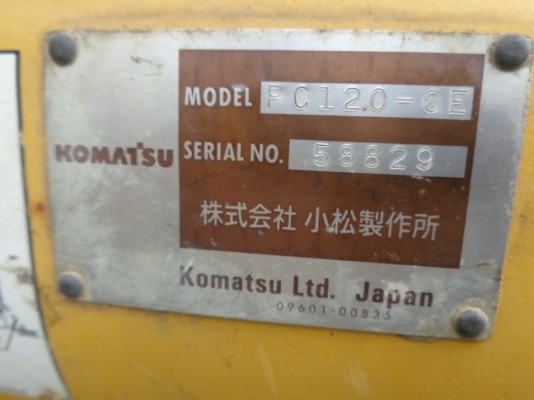 MODEL PC120-6E
KOMATSU
SERIAL NO. 58829
株式会社 小松製作所
Komatsu Ltd. Japan
09601-00835